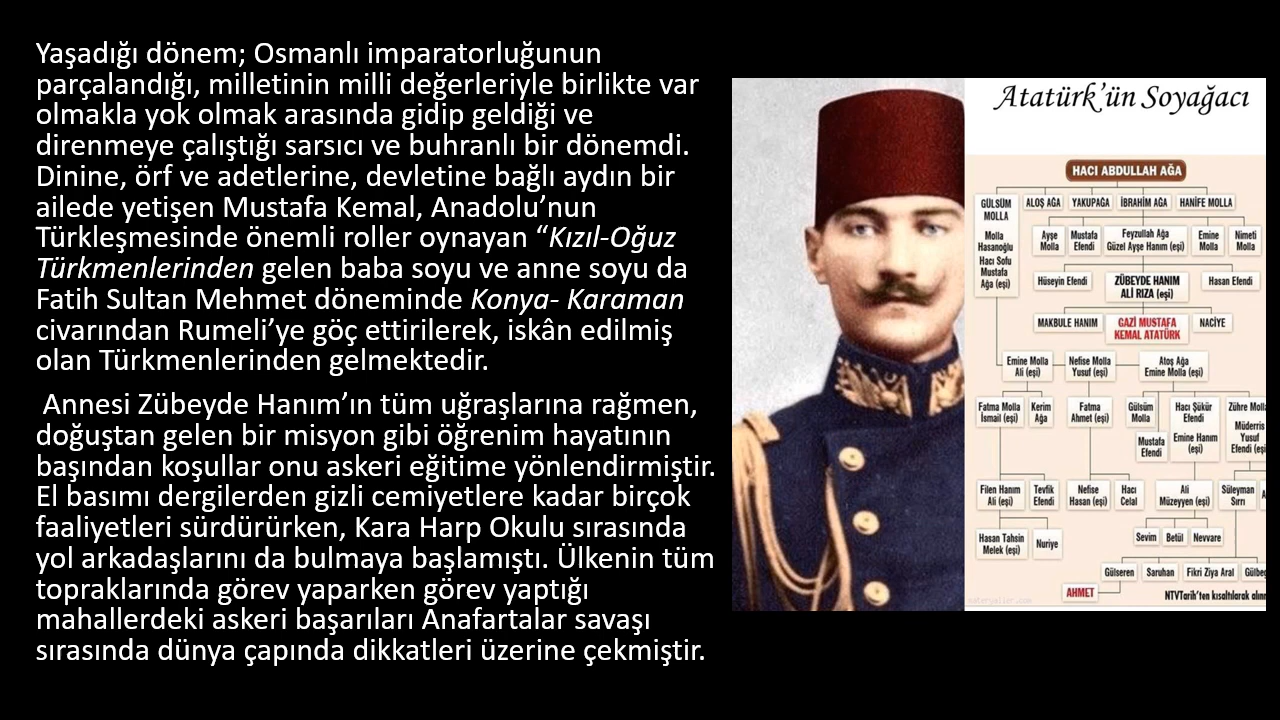 Yaşadığı dönem; Osmanlı imparatorluğunun
parçalandığı, milletinin milli değerleriyle birlikte var
olmakla yok olmak arasında gidip geldiği ve
direnmeye çalıştığı sarsıcı ve buhranlı bir dönemdi.
Dinine, örf ve adetlerine, devletine bağlı aydın bir
ailede yetişen Mustafa Kemal, Anadolu’nun
Türkleşmesinde önemli roller oynayan “Kızıl-Oğuz
Türkmenlerinden gelen baba soyu ve anne soyu da
Fatih Sultan Mehmet döneminde Konya- Karaman
civarından Rumeli’ye göç ettirilerek, iskân edilmiş
olan Türkmenlerinden gelmektedir.
Annesi Zübeyde Hanım’ın tüm uğraşlarına rağmen,
doğuştan gelen bir misyon gibi öğrenim hayatının
başından koşullar onu askeri eğitime yönlendirmiştir.
El basımı dergilerden gizli cemiyetlere kadar birçok
faaliyetleri sürdürürken, Kara Harp Okulu sırasında
yol arkadaşlarını da bulmaya başlamıştı. Ülkenin tüm
topraklarında görev yaparken görev yaptığı
mahallerdeki askeri başarıları Anafartalar savaşı
sırasında dünya çapında dikkatleri üzerine çekmiştir.
Atatürk’ün Soyağacı
HACI ABDULLAH AĞA
GÜLSÜM
MOLLA
Molla
Hasanoğlu
Hacı Sofu
Mustafa
Ağa (eşi)
ALOŞ AĞA
YAKUPAĞA
İBRAHİM AĞA
HANİFE MOLLA
Ayşe
Molla
Mustafa
Efendi
Feyzullah Ağa
Güzel Ayşe Hanım (eşi)
Emine
Molla
Nimeti
Molla
Hüseyin Efendi
ZÜBEYDE HANIM
ALİ RIZA (eşi)
Hasan Efendi
MAKBULE HANIM
GAZİ MUSTAFA
KEMAL ATATÜRK
NACİYE
Emine Molla
Ali (eşi)
Nefise Molla
Yusuf (eşi)
Atoş Ağa
Emine Molla (eşi)
Fatma Molla
İsmail (eşi)
Kerim
Ağa
Fatma
Ahmet (eşi)
Gülsüm
Molla
Mustafa
Efendi
Hacı Şükür
Efendi
Emine Hanım
(eşi)
Zühre Moll
Müderris
Yusuf
Efendi (eş
Filen Hanım
Ali (eşi)
Tevfik
Efendi
Nefise
Hasan (eşi)
Hacı
Celal
Ali
Müzeyyen (eşi)
Süleyman
Sırrı
Hasan Tahsin
Melek (eşi)
Nuriye
Sevim
Betül
Nevvare
Gülseren
Saruhan
Fikri Ziya Aral
Gülbe
AHMET
NTVTarih’ten kısaltılarak alın